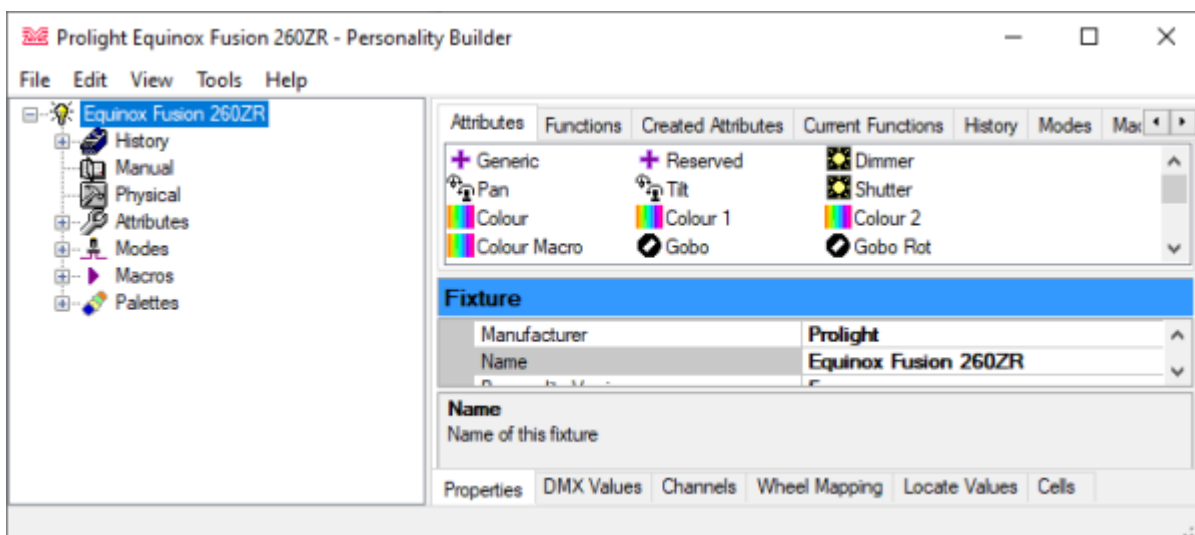 Prolight Equinox Fusion 260ZR - Personality Builder
File Edit View Tools Help
Equinox Fusion 260ZR
History
Manual
Physical
Attributes
Modes
Macros
Palettes
Attributes Functions Created Attributes Current Functions History Modes
Generic Reserved Dimmer
Pan Tilt Shutter
Colour Colour 1 Colour 2
Colour Macro Gobo Gobo Rot
Fixture
Manufacturer Prolight
Name Equinox Fusion 260ZR
Name
Name of this fixture
Properties DMX Values Channels Wheel Mapping Locate Values Cells